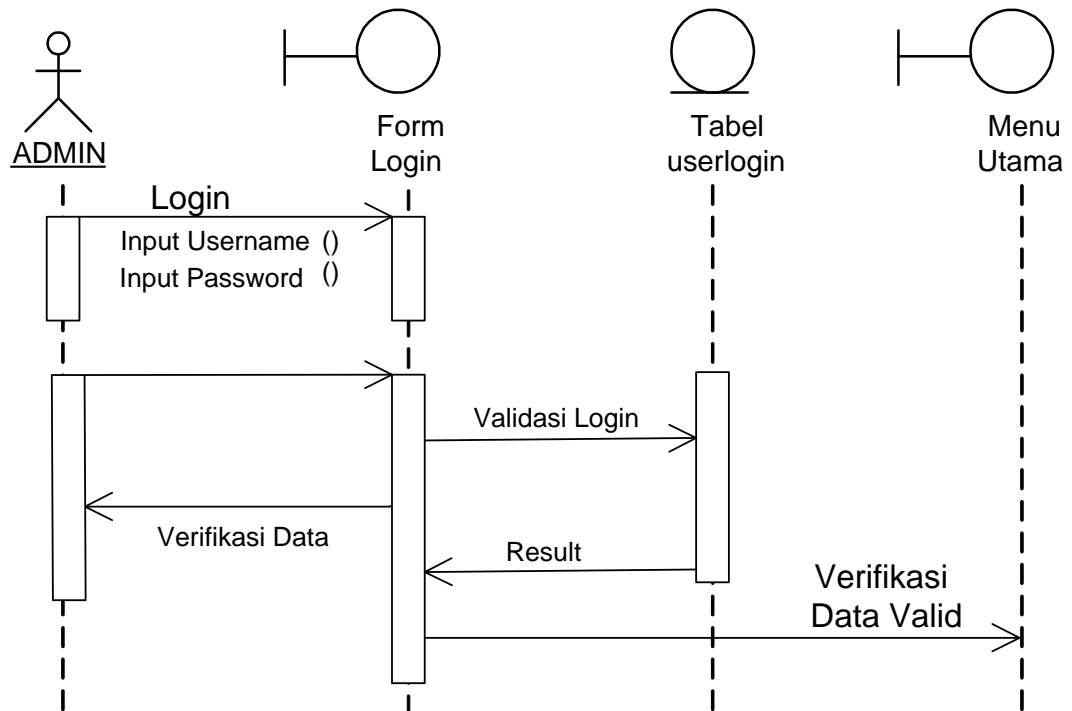 ADMIN
Form
Login
Tabel
userlogin
Menu
Utama
Login
Input Username ()
Input Password ()
Validasi Login
Verifikasi Data
Result
Verifikasi
Data Valid